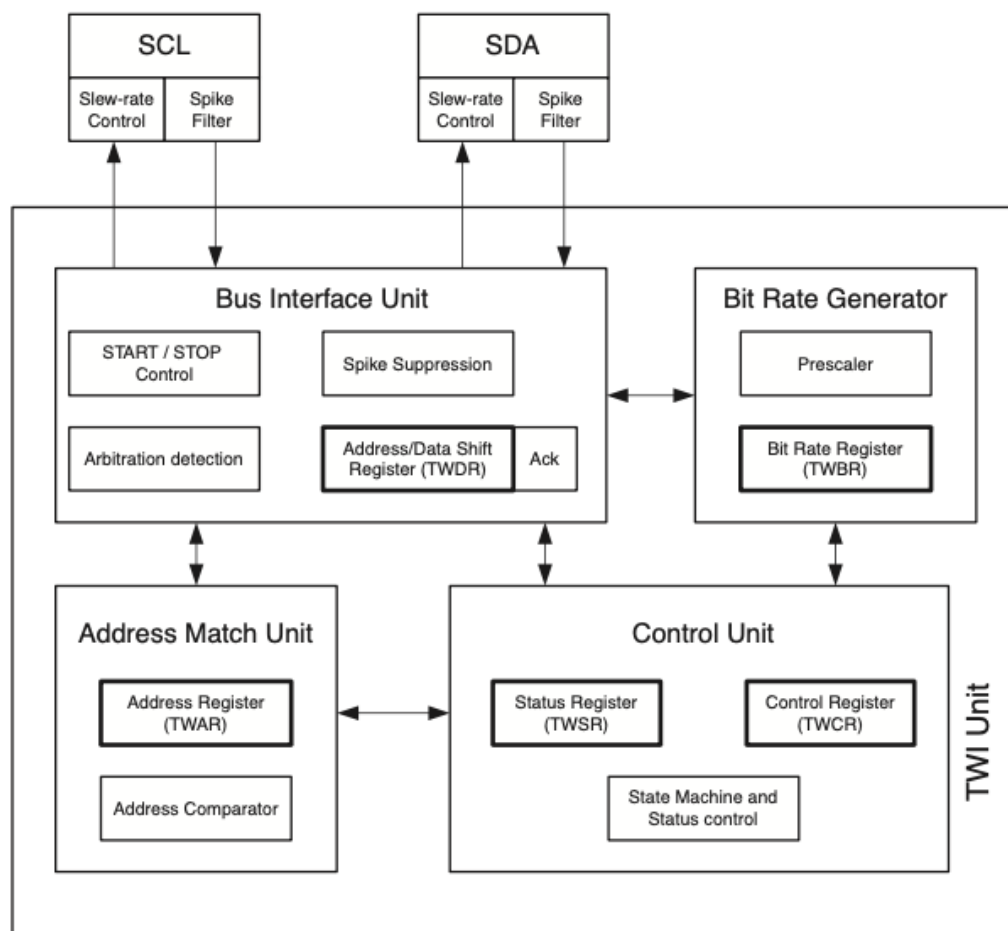 SCL
SDA
Slew-rate
Control
Spike
Filter
Slew-rate
Control
Spike
Filter
Bus Interface Unit
START / STOP
Control
Spike Suppression
Arbitration detection
Address/Data Shift
Register (TWDR)
Ack
Bit Rate Generator
Prescaler
Bit Rate Register
(TWBR)
Address Match Unit
Address Register
(TWAR)
Address Comparator
Control Unit
Status Register
(TWSR)
Control Register
(TWCR)
State Machine and
Status control
TWI Unit